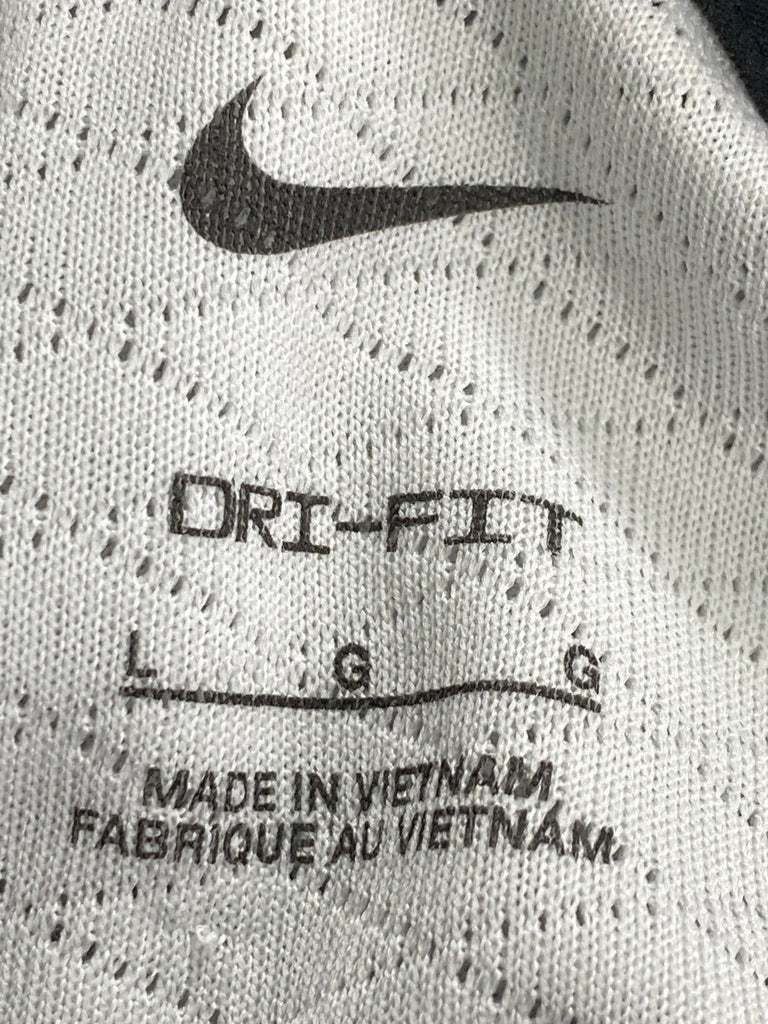 DRI-FIT
L G G
MADE IN VIETNAM
FABRIQUE AU VIETNAM